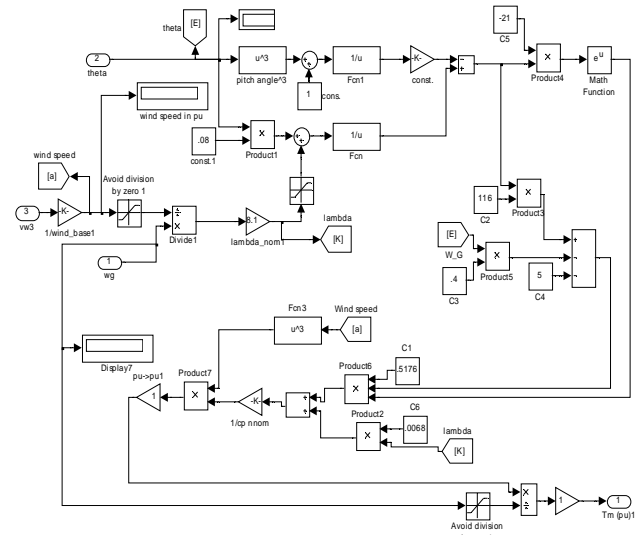 theta
[E]
2
theta
u^3
pitch angle^3
1
cons.
1/u
Fcn1
-K-
const.
-21
C5
×
Product4
e^u
Math
Function
wind speed in pu
.08
const.1
×
Product1
1/u
Fcn
wind speed
[a]
Avoid division
by zero 1
3
vw3
-K-
1/wind_base1
×
÷
Divide1
8.1
lambda_nom1
lambda
[K]
1
wg
116
C2
×
Product3
[E]
W_G
.4
C3
×
Product5
5
C4
+
−
−
Fcn3
u^3
Wind speed
[a]
Display7
pu->pu1
1
Product7
×
-K-
1/cp nnom
+
+
Product6
×
C1
.5176
Product2
×
C6
.0068
lambda
[K]
Avoid division
×
÷
1
1
Tm (pu)1